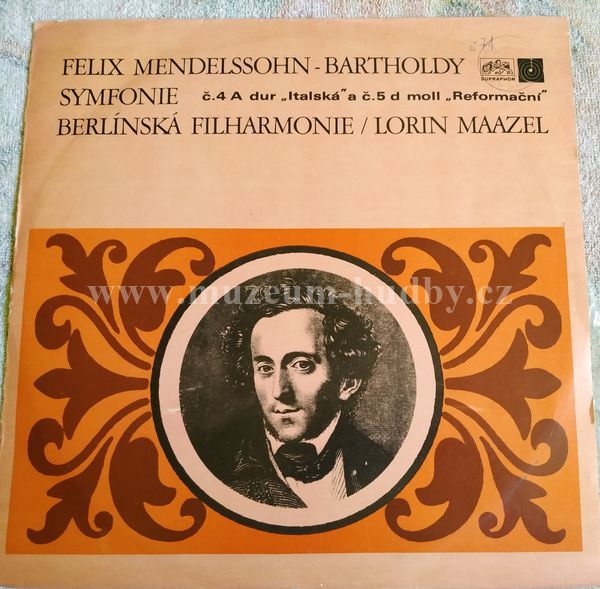 FELIX MENDELSSOHN - BARTHOLDY
SUPRAPHON
SYMFONIE č.4 A dur „Italská" a č.5 d moll „Reformační"
BERLÍNSKÁ FILHARMONIE / LORIN MAAZEL
www.muzeum-hudby.cz